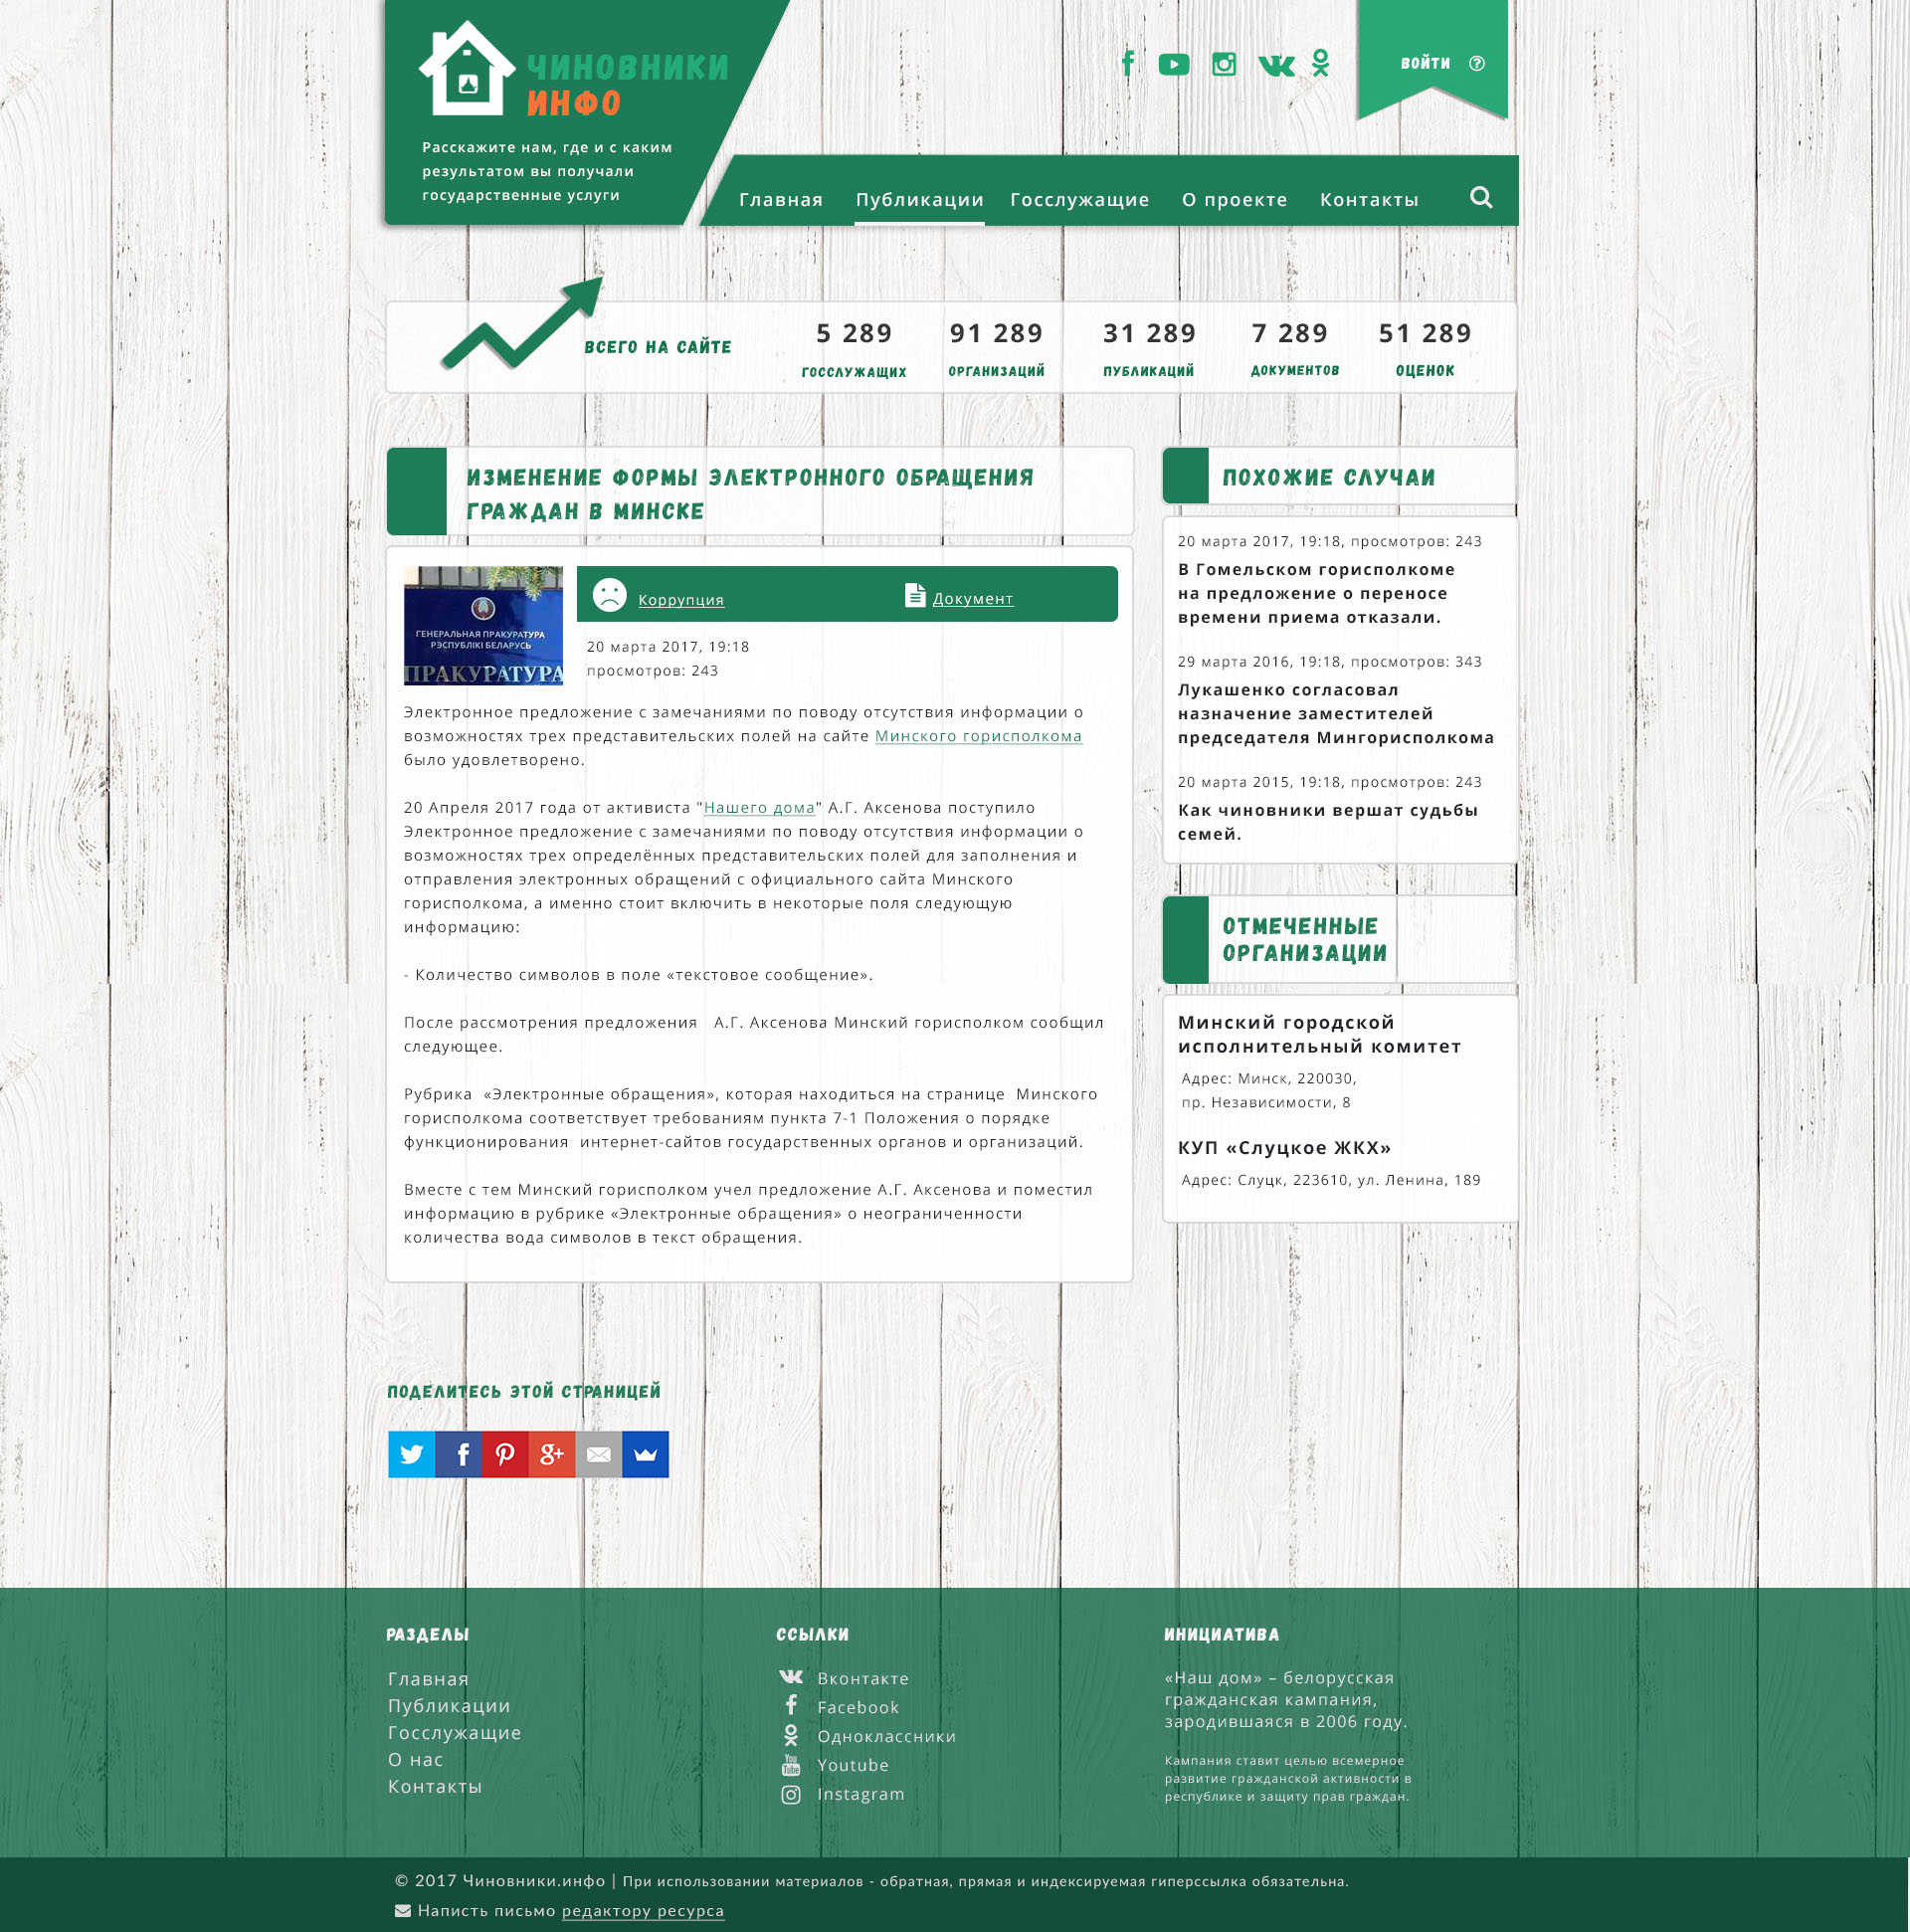 ЧИНОВНИКИ
ИНФО
Расскажите нам, где и с каким
результатом вы получали
государственные услуги
ВОЙТИ
Главная Публикации Госслужащие О проекте Контакты
ВСЕГО НА САЙТЕ
5 289 91 289 31 289 7 289 51 289
ГОССЛУЖАЩИХ ОРГАНИЗАЦИЙ ПУБЛИКАЦИЙ ДОКУМЕНТОВ ОЦЕНОК
ИЗМЕНЕНИЕ ФОРМЫ ЭЛЕКТРОННОГО ОБРАЩЕНИЯ
ГРАЖДАН В МИНСКЕ
ГЕНЕРАЛЬНАЯ ПРАКУРАТУРА
РЭСПУБЛІКІ БЕЛАРУСЬ
ПРАКУРАТУРА
Коррупция Документ
20 марта 2017, 19:18
просмотров: 243
Электронное предложение с замечаниями по поводу отсутствия информации о
возможностях трех представительских полей на сайте Минского горисполкома
было удовлетворено.
20 Апреля 2017 года от активиста "Нашего дома" А.Г. Аксенова поступило
Электронное предложение с замечаниями по поводу отсутствия информации о
возможностях трех определённых представительских полей для заполнения и
отправления электронных обращений с официального сайта Минского
горисполкома, а именно стоит включить в некоторые поля следующую
информацию:
- Количество символов в поле «текстовое сообщение».
После рассмотрения предложения А.Г. Аксенова Минский горисполком сообщил
следующее.
Рубрика «Электронные обращения», которая находиться на странице Минского
горисполкома соответствует требованиям пункта 7-1 Положения о порядке
функционирования интернет-сайтов государственных органов и организаций.
Вместе с тем Минский горисполком учел предложение А.Г. Аксенова и поместил
информацию в рубрике «Электронные обращения» о неограниченности
количества вода символов в текст обращения.
ПОХОЖИЕ СЛУЧАИ
20 марта 2017, 19:18, просмотров: 243
В Гомельском горисполкоме
на предложение о переносе
времени приема отказали.
29 марта 2016, 19:18, просмотров: 343
Лукашенко согласовал
назначение заместителей
председателя Мингорисполкома
20 марта 2015, 19:18, просмотров: 243
Как чиновники вершат судьбы
семей.
ОТМЕЧЕННЫЕ
ОРГАНИЗАЦИИ
Минский городской
исполнительный комитет
Адрес: Минск, 220030,
пр. Независимости, 8
КУП «Слуцкое ЖКХ»
Адрес: Слуцк, 223610, ул. Ленина, 189
ПОДЕЛИТЕСЬ ЭТОЙ СТРАНИЦЕЙ
РАЗДЕЛЫ
Главная
Публикации
Госслужащие
О нас
Контакты
ССЫЛКИ
Вконтакте
Facebook
Одноклассники
Youtube
Instagram
ИНИЦИАТИВА
«Наш дом» – белорусская
гражданская кампания,
зародившаяся в 2006 году.
Кампания ставит целью всемерное
развитие гражданской активности в
республике и защиту прав граждан.
© 2017 Чиновники.инфо | При использовании материалов - обратная, прямая и индексируемая гиперссылка обязательна.
Напистть письмо редактору ресурса